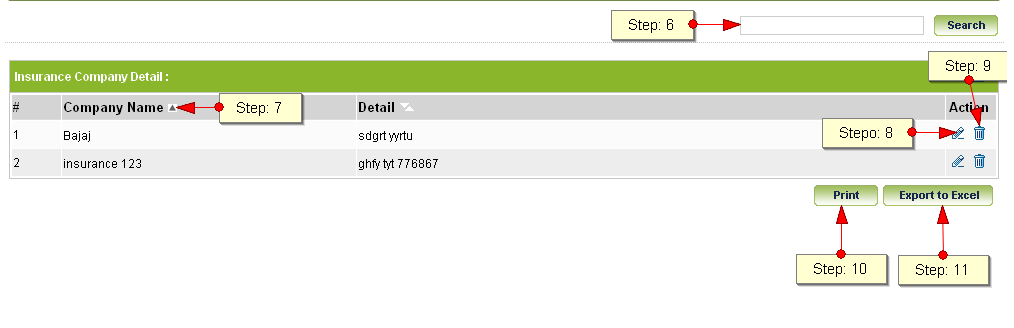 Step: 6
Search
Step: 9
Insurance Company Detail :
# Company Name Detail Action
Step: 7
1 Bajaj sdgrt yyrtu
Stepo: 8
2 insurance 123 ghfy tyt 776867
Print Export to Excel
Step: 10 Step: 11